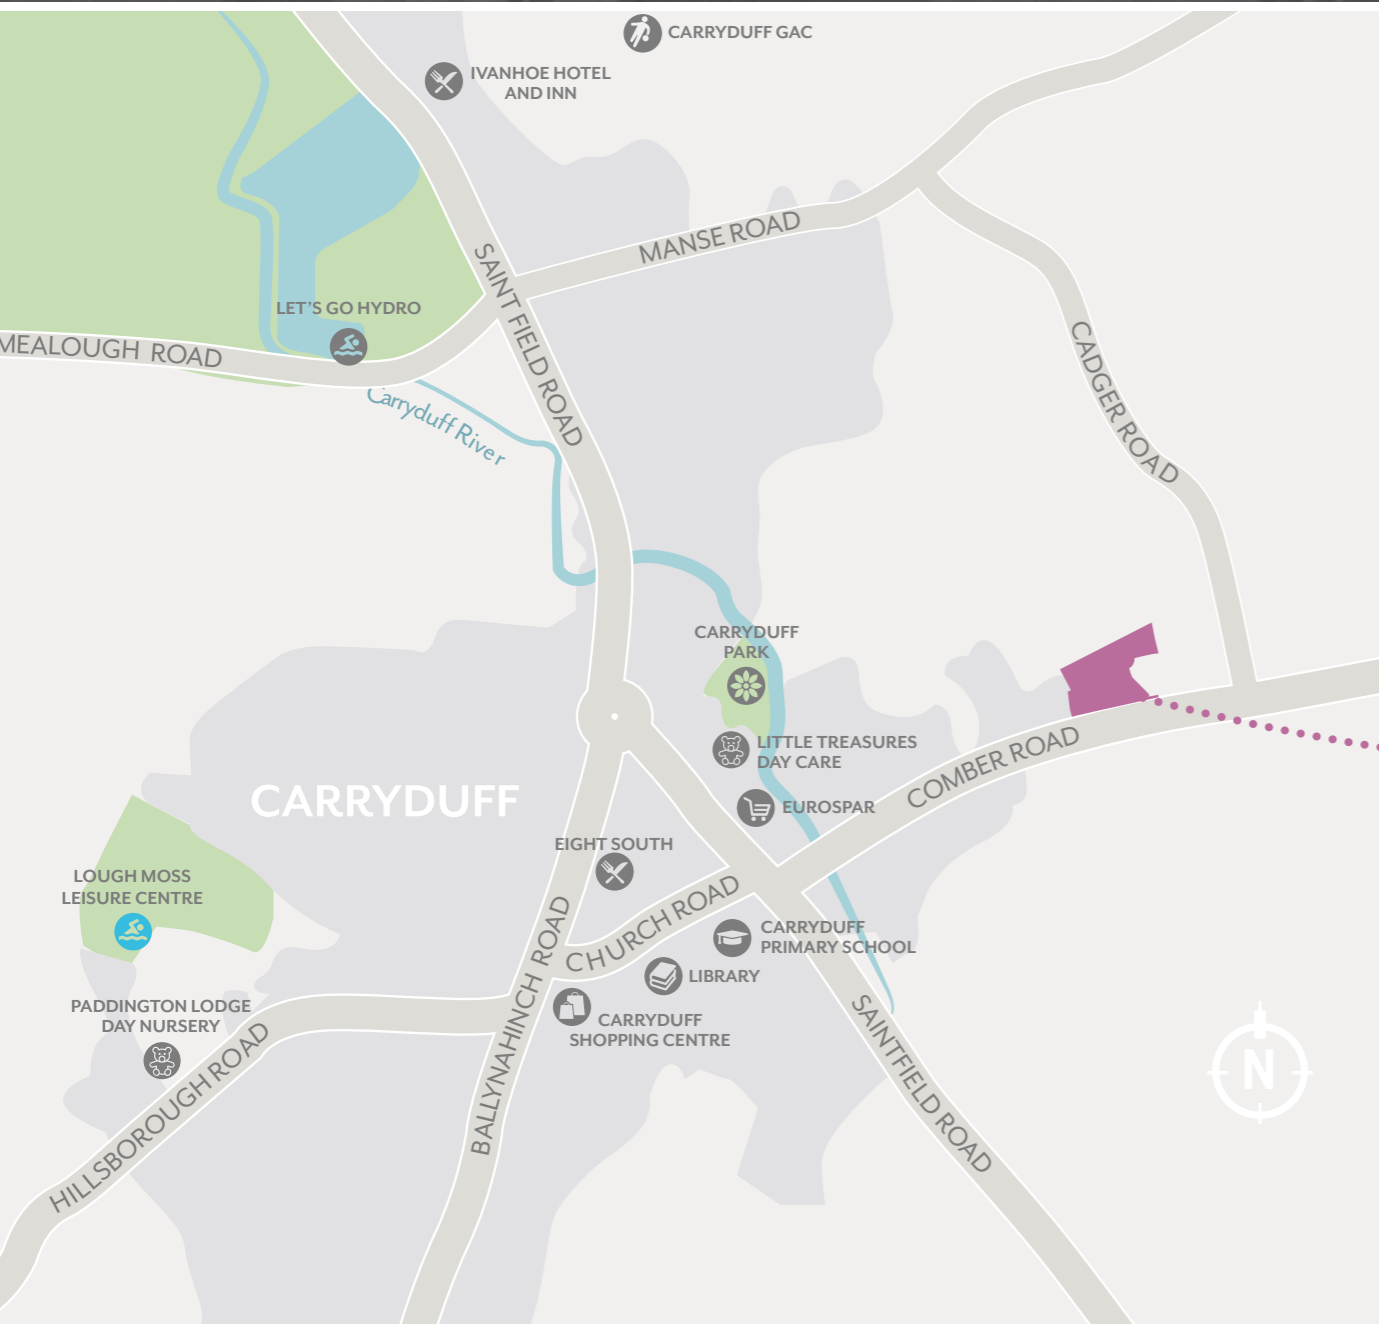 CARRYDUFF GAC
IVANHOE HOTEL
AND INN
MANSE ROAD
SAINT FIELD ROAD
LET'S GO HYDRO
MEALOUGH ROAD
Carryduff River
CADGER ROAD
CARRYDUFF
PARK
LITTLE TREASURES
DAY CARE
COMBER ROAD
CARRYDUFF
EUROSPAR
EIGHT SOUTH
LOUGH MOSS
LEISURE CENTRE
CHURCH ROAD
CARRYDUFF
PRIMARY SCHOOL
LIBRARY
BALLYNAHINCH ROAD
PADDINGTON LODGE
DAY NURSERY
CARRYDUFF
SHOPPING CENTRE
HILLSBOROUGH ROAD
SAINTFIELD ROAD
N